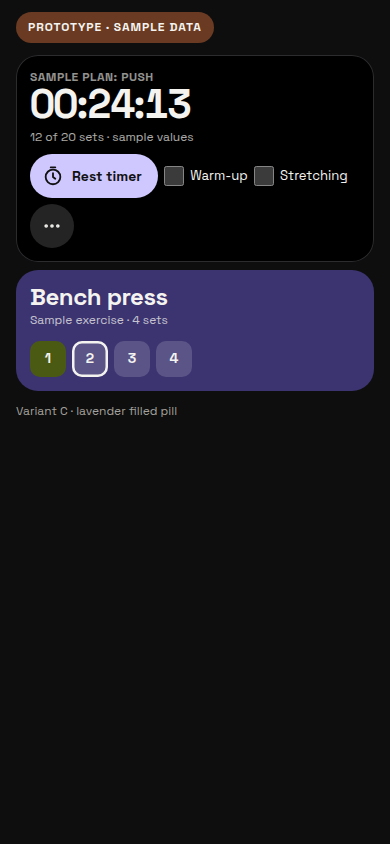 PROTOTYPE · SAMPLE DATA
SAMPLE PLAN: PUSH
00:24:13
12 of 20 sets · sample values
Rest timer Warm-up Stretching
Bench press
Sample exercise · 4 sets
1 2 3 4
Variant C · lavender filled pill